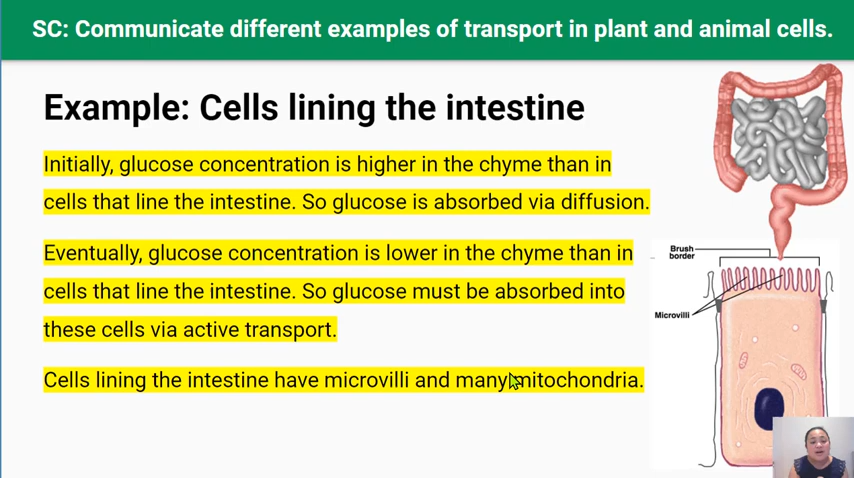 SC: Communicate different examples of transport in plant and animal cells.
Example: Cells lining the intestine
Initially, glucose concentration is higher in the chyme than in
cells that line the intestine. So glucose is absorbed via diffusion.
Eventually, glucose concentration is lower in the chyme than in
cells that line the intestine. So glucose must be absorbed into
these cells via active transport.
Cells lining the intestine have microvilli and many mitochondria.
Brush
border
Microvilli